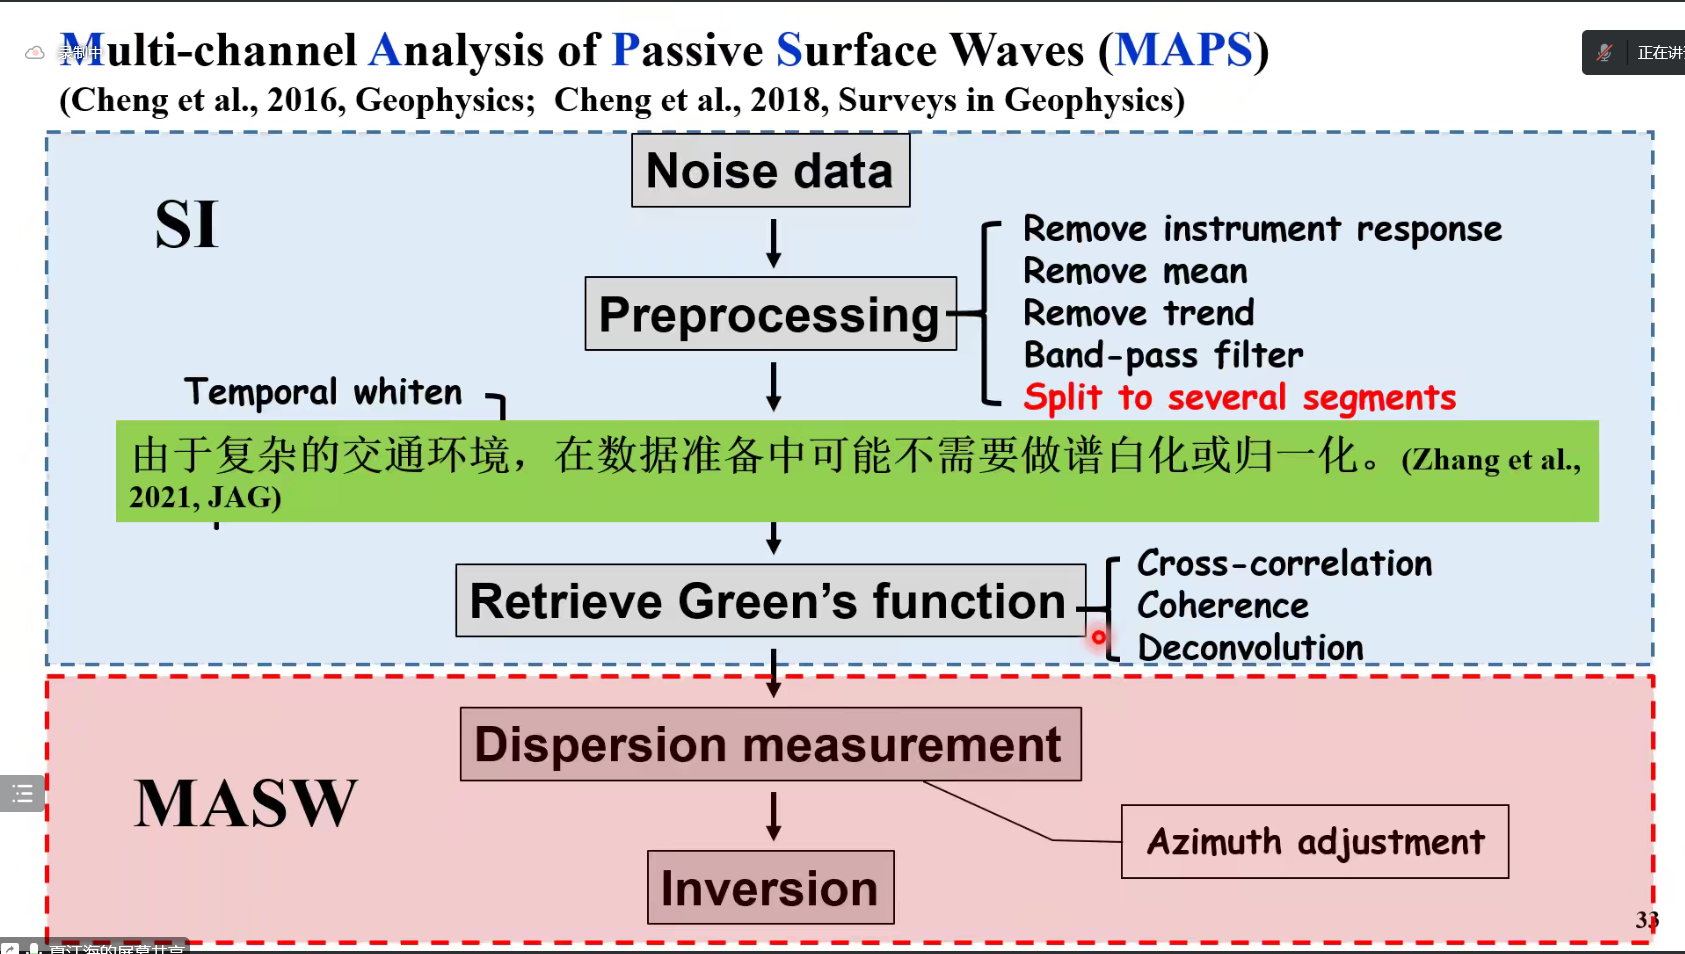 Multi-channel Analysis of Passive Surface Waves (MAPS)
录制中
正在讲
(Cheng et al., 2016, Geophysics;  Cheng et al., 2018, Surveys in Geophysics)
Noise data
SI
Remove instrument response
Remove mean
Preprocessing
Remove trend
Band-pass filter
Split to several segments
Temporal whiten
由于复杂的交通环境，在数据准备中可能不需要做谱白化或归一化。(Zhang et al.,
2021, JAG)
Retrieve Green’s function
Cross-correlation
Coherence
Deconvolution
Dispersion measurement
MASW
Azimuth adjustment
Inversion
33
夏江海的屏幕共享